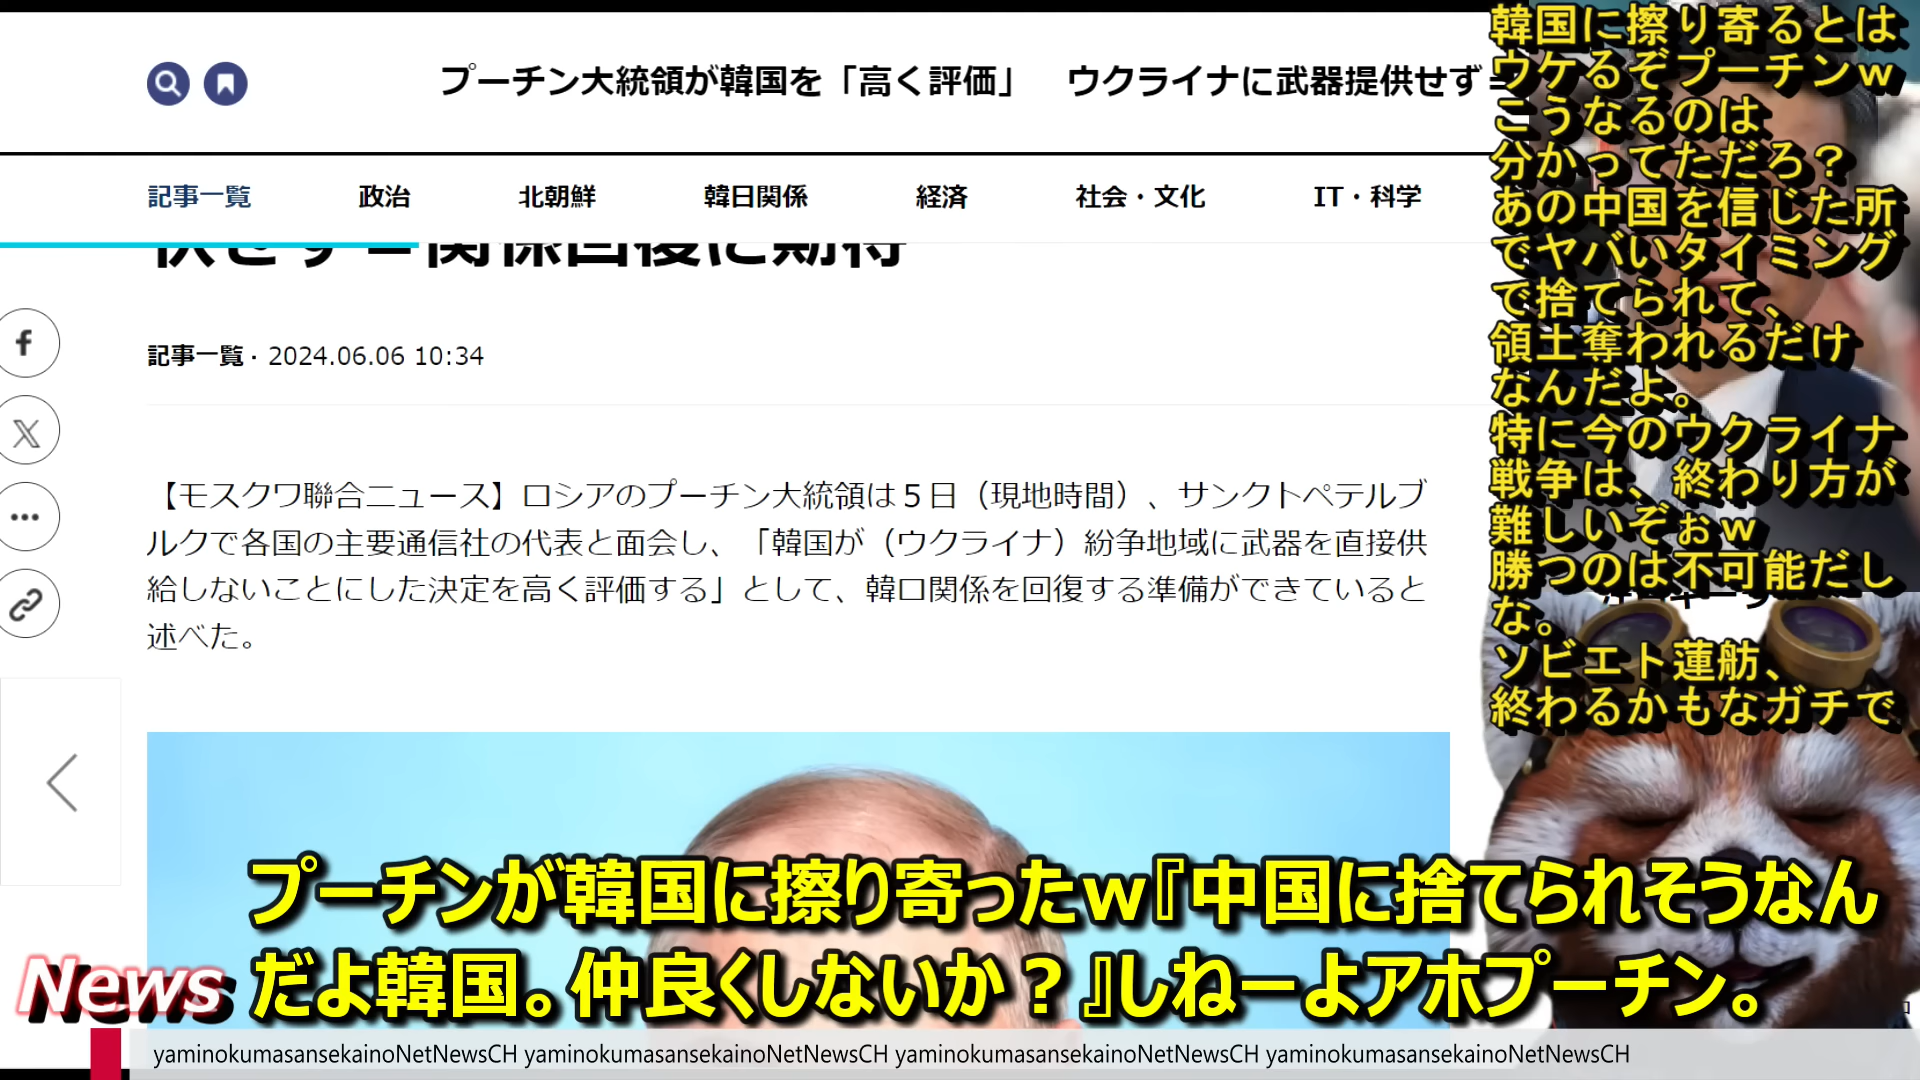 プーチン大統領が韓国を「高く評価」　ウクライナに武器提供せず＝
記事一覧
政治
北朝鮮
韓日関係
経済
社会・文化
IT・科学
供せず＝関係回復に期待
記事一覧・ 2024.06.06 10:34
【モスクワ聯合ニュース】ロシアのプーチン大統領は５日（現地時間）、サンクトペテルブ
ルクで各国の主要通信社の代表と面会し、「韓国が（ウクライナ）紛争地域に武器を直接供
給しないことにした決定を高く評価する」として、韓ロ関係を回復する準備ができていると
述べた。
韓国に擦り寄るとは
ウケるぞプーチンｗ
こうなるのは
分かってただろ？
あの中国を信じた所
でヤバいタイミング
で捨てられて、
領土奪われるだけ
なんだよ。
特に今のウクライナ
戦争は、終わり方が
難しいぞぉｗ
勝つのは不可能だし
な。
ソビエト蓮舫、
終わるかもなガチで
プーチンが韓国に擦り寄ったｗ『中国に捨てられそうなん
だよ韓国。仲良くしないか？』しねーよアホプーチン。
News
yaminokumasansekainoNetNewsCH yaminokumasansekainoNetNewsCH yaminokumasansekainoNetNewsCH yaminokumasansekainoNetNewsCH